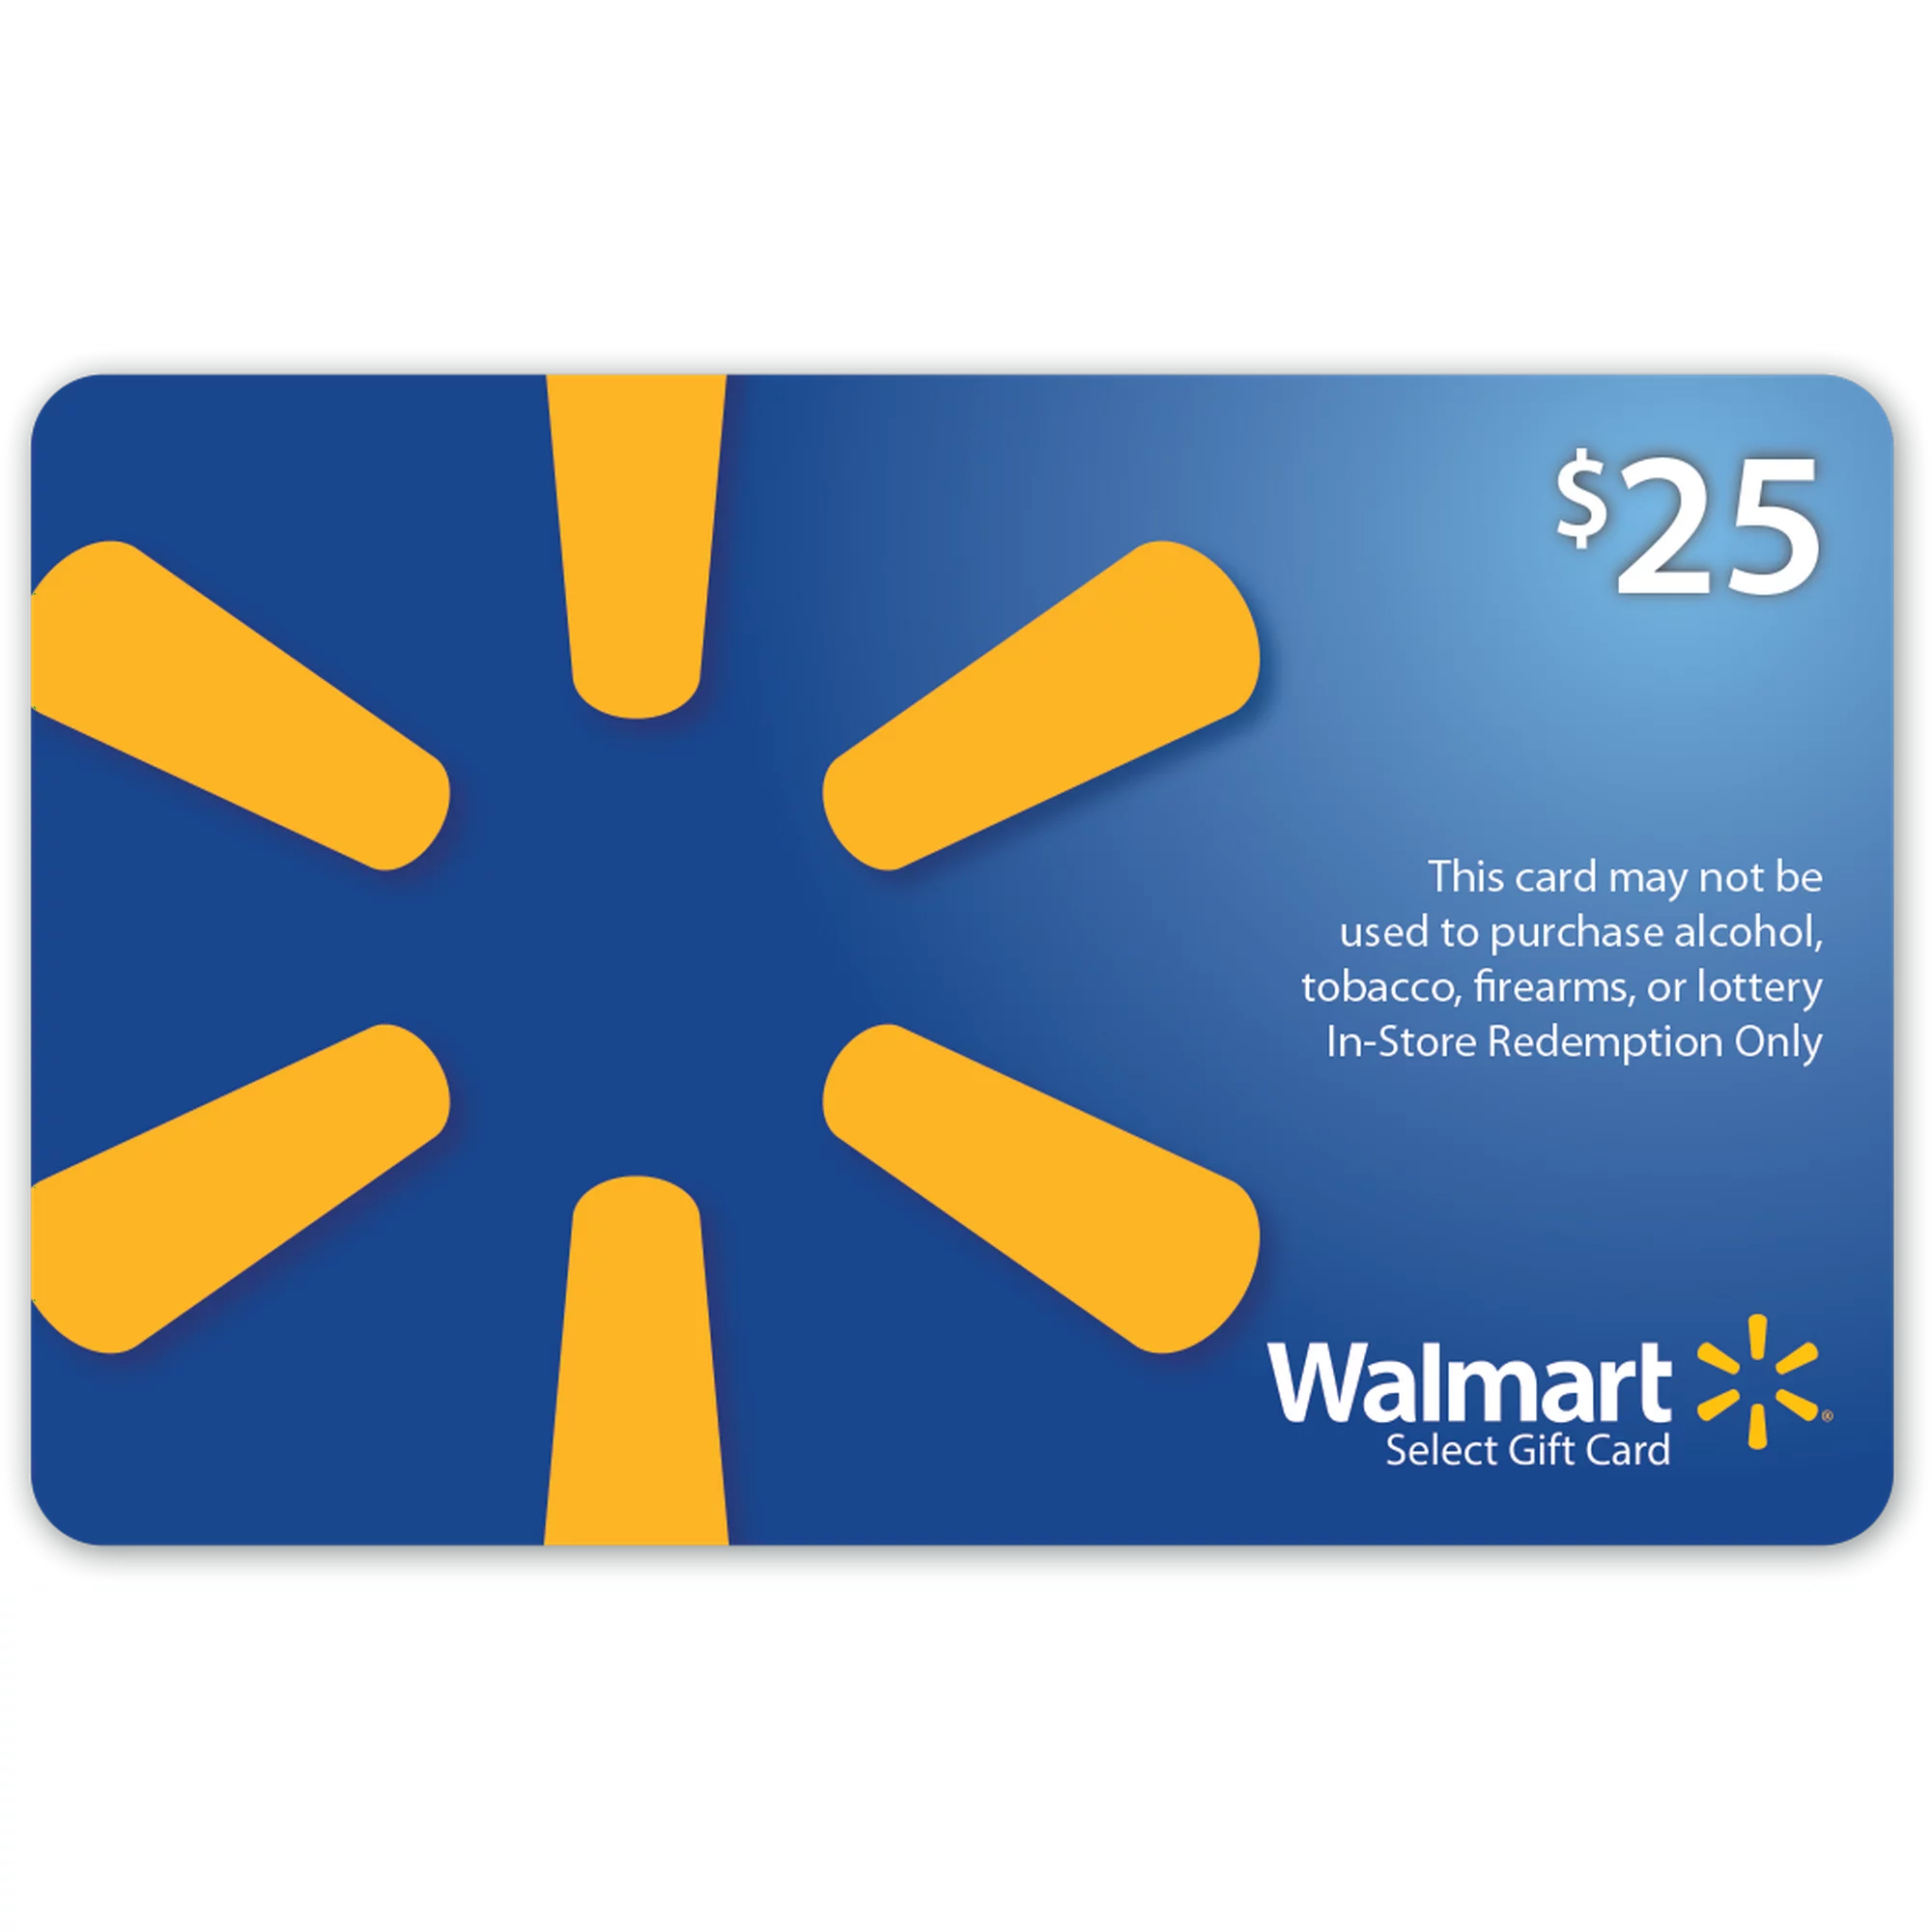 $25
This card may not be
used to purchase alcohol,
tobacco, firearms, or lottery
In-Store Redemption Only
Walmart
®
Select Gift Card